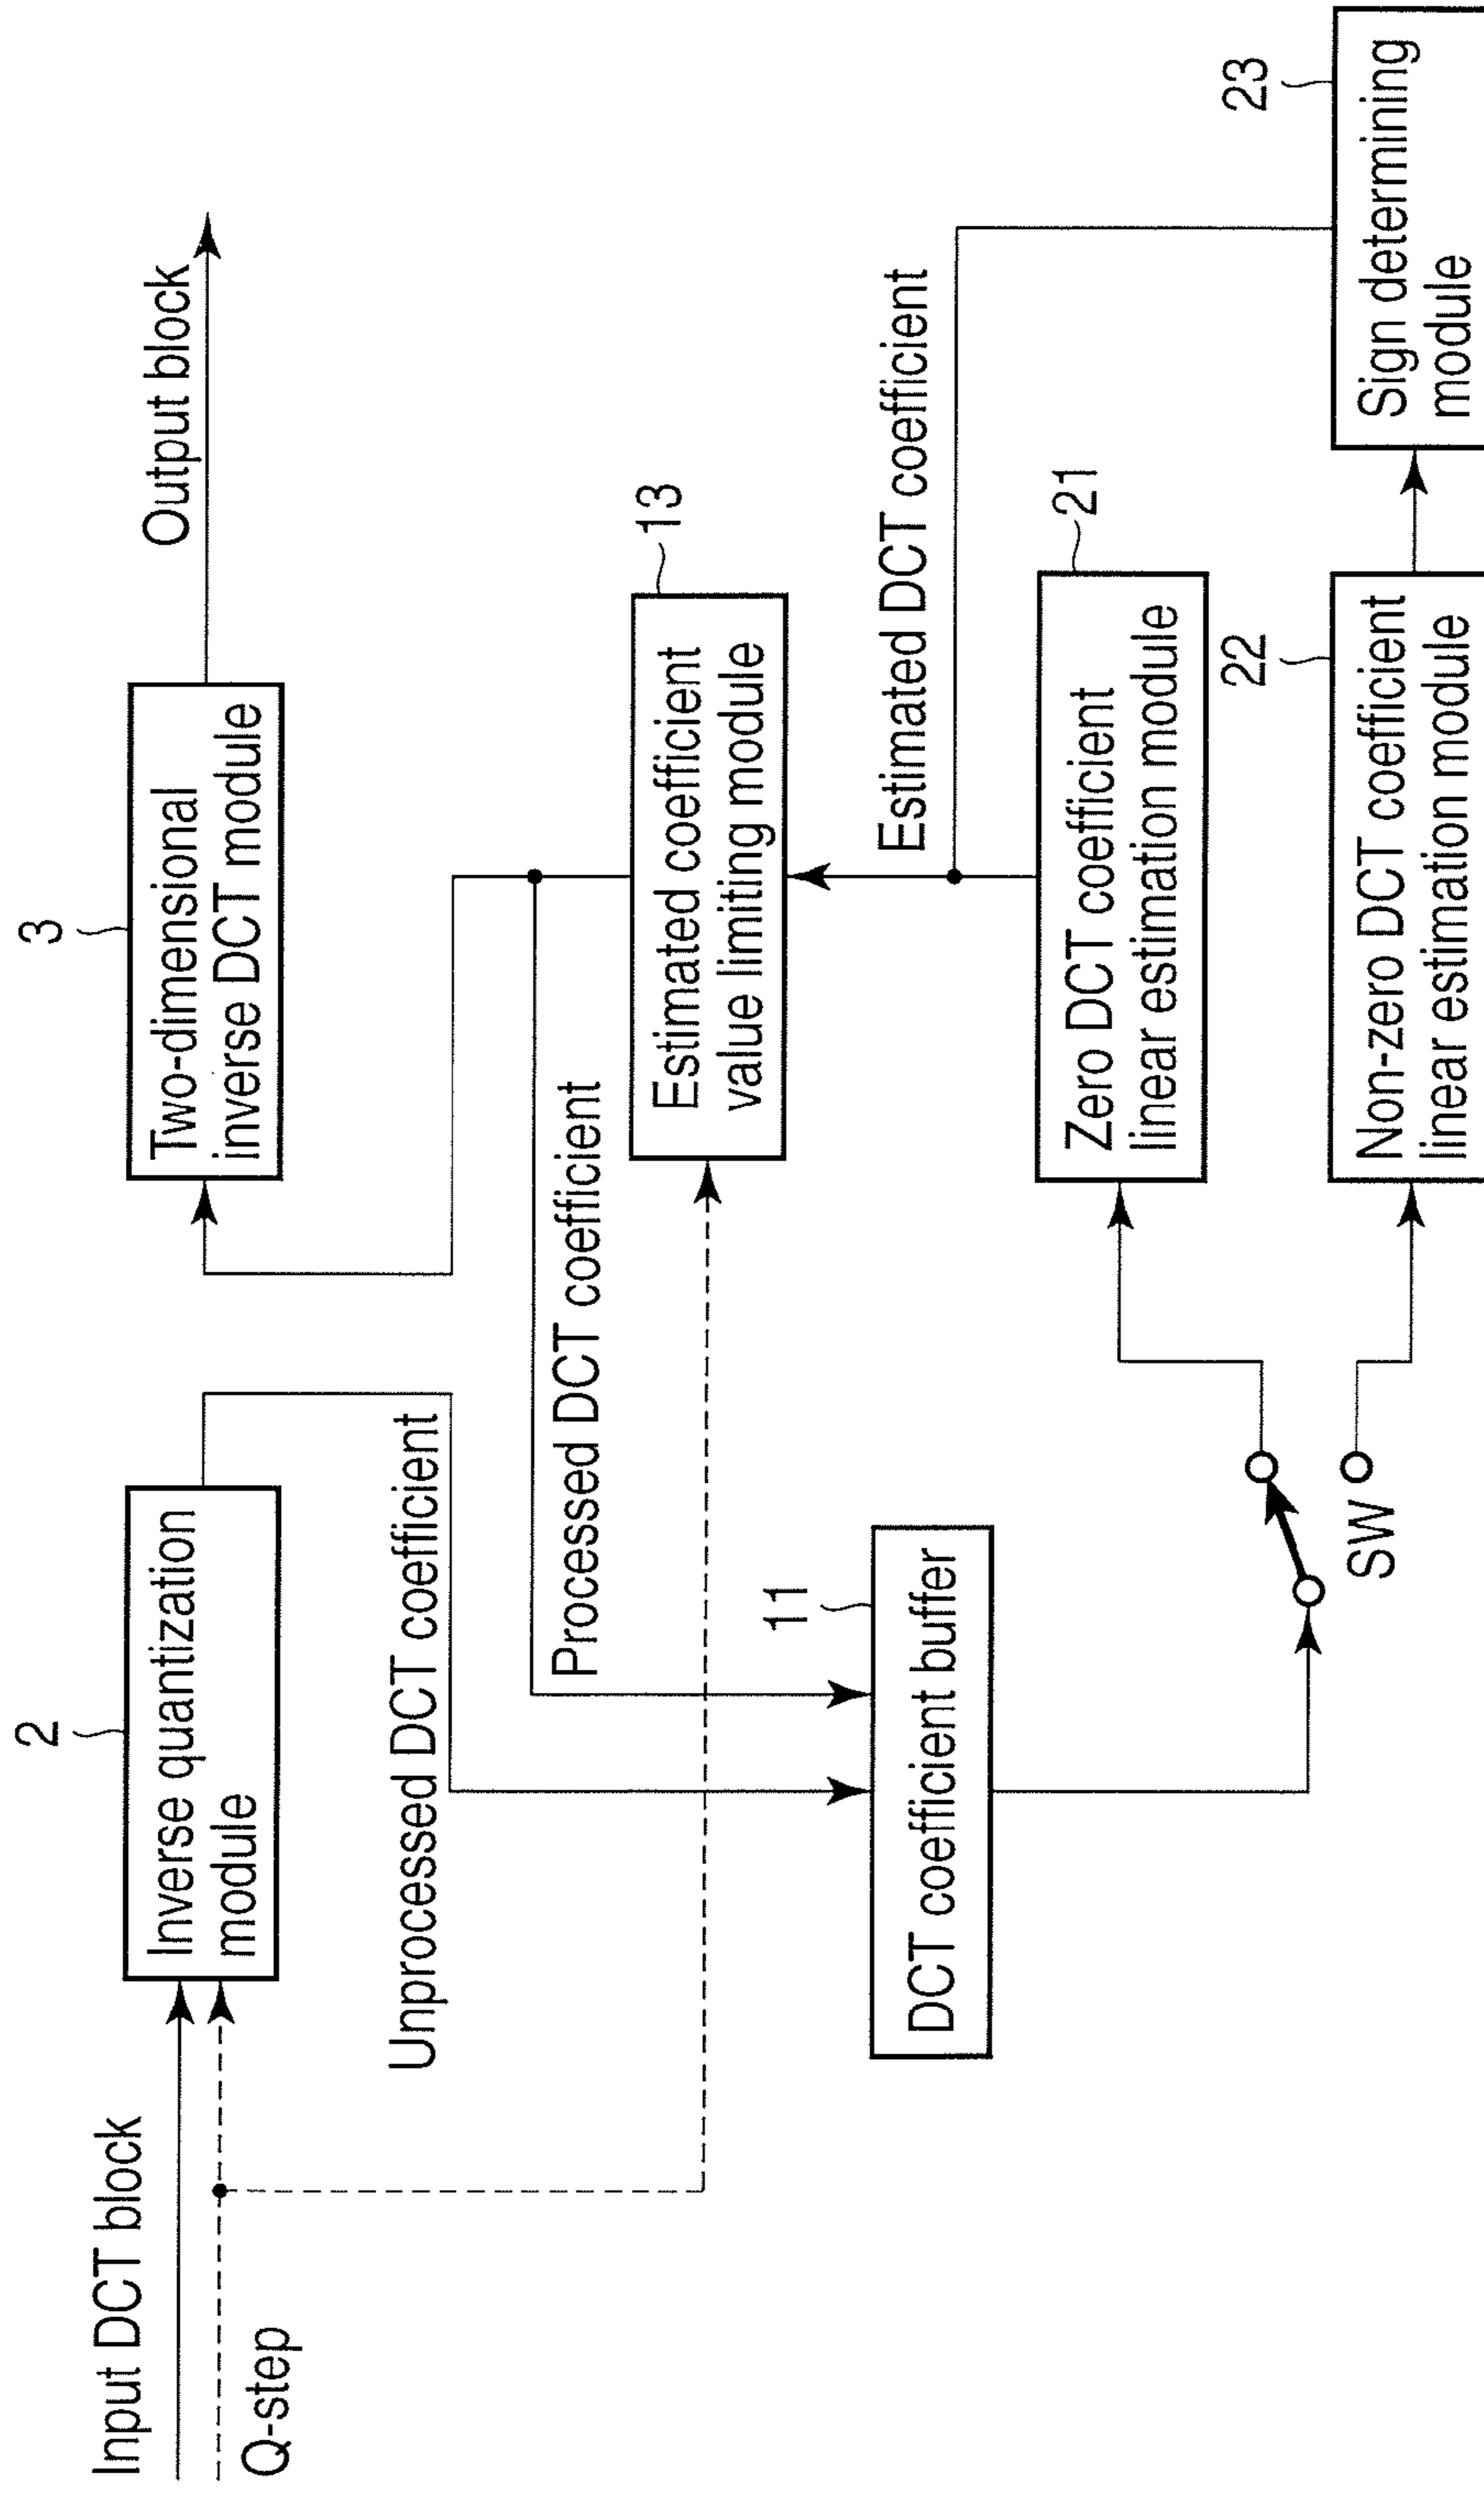 Input DCT block
Q-step
2
Inverse quantization
module
3
Two-dimensional
inverse DCT module
Output block
Unprocessed DCT coefficient
Processed DCT coefficient
13
Estimated coefficient
value limiting module
11
DCT coefficient buffer
Estimated DCT coefficient
21
Zero DCT coefficient
linear estimation module
SW
22
Non-zero DCT coefficient
linear estimation module
23
Sign determining
module